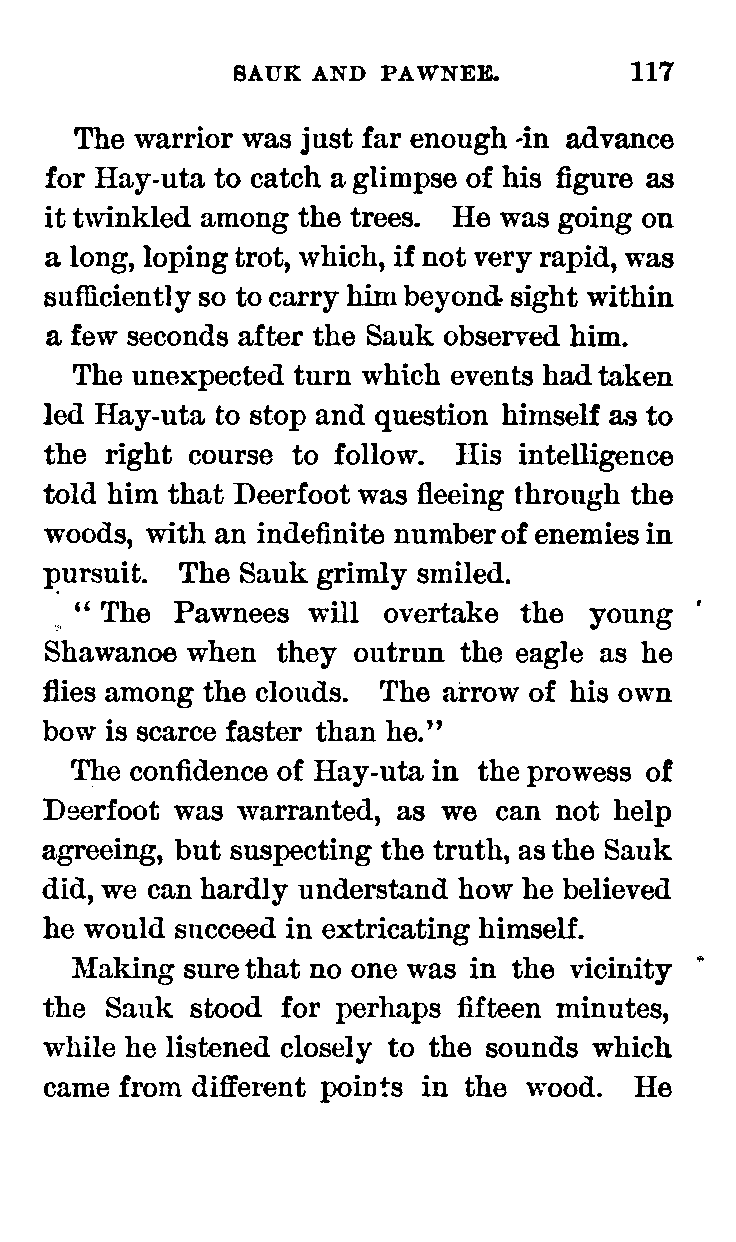 SAUK AND PAWNEE. 117
The warrior was just far enough in advance
for Hay-uta to catch a glimpse of his figure as
it twinkled among the trees. He was going on
a long, loping trot, which, if not very rapid, was
sufficiently so to carry him beyond sight within
a few seconds after the Sauk observed him.
The unexpected turn which events had taken
led Hay-uta to stop and question himself as to
the right course to follow. His intelligence
told him that Deerfoot was fleeing through the
woods, with an indefinite number of enemies in
pursuit. The Sauk grimly smiled.
" The Pawnees will overtake the young
Shawanoe when they outrun the eagle as he
flies among the clouds. The arrow of his own
bow is scarce faster than he."
The confidence of Hay-uta in the prowess of
Deerfoot was warranted, as we can not help
agreeing, but suspecting the truth, as the Sauk
did, we can hardly understand how he believed
he would succeed in extricating himself.
Making sure that no one was in the vicinity
the Sauk stood for perhaps fifteen minutes,
while he listened closely to the sounds which
came from different points in the wood. He